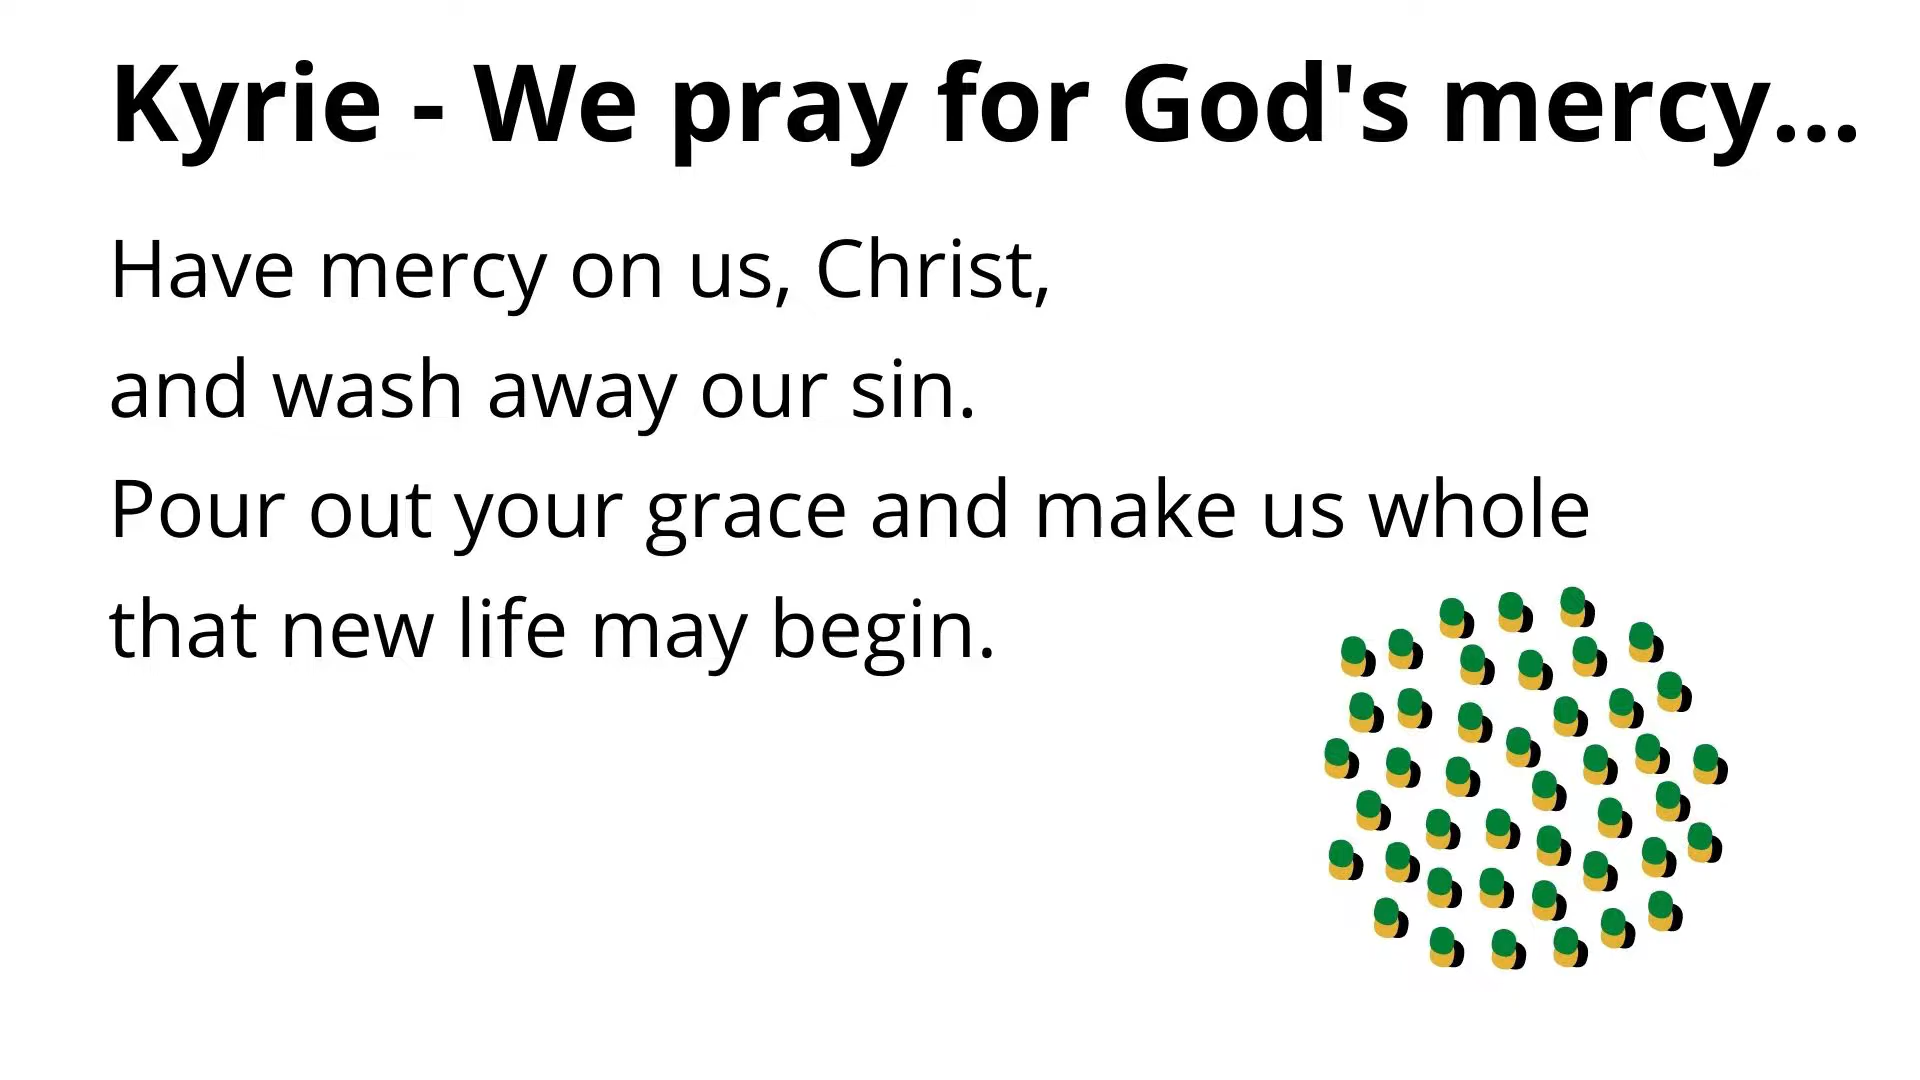 Kyrie - We pray for God's mercy...
Have mercy on us, Christ,
and wash away our sin.
Pour out your grace and make us whole
that new life may begin.